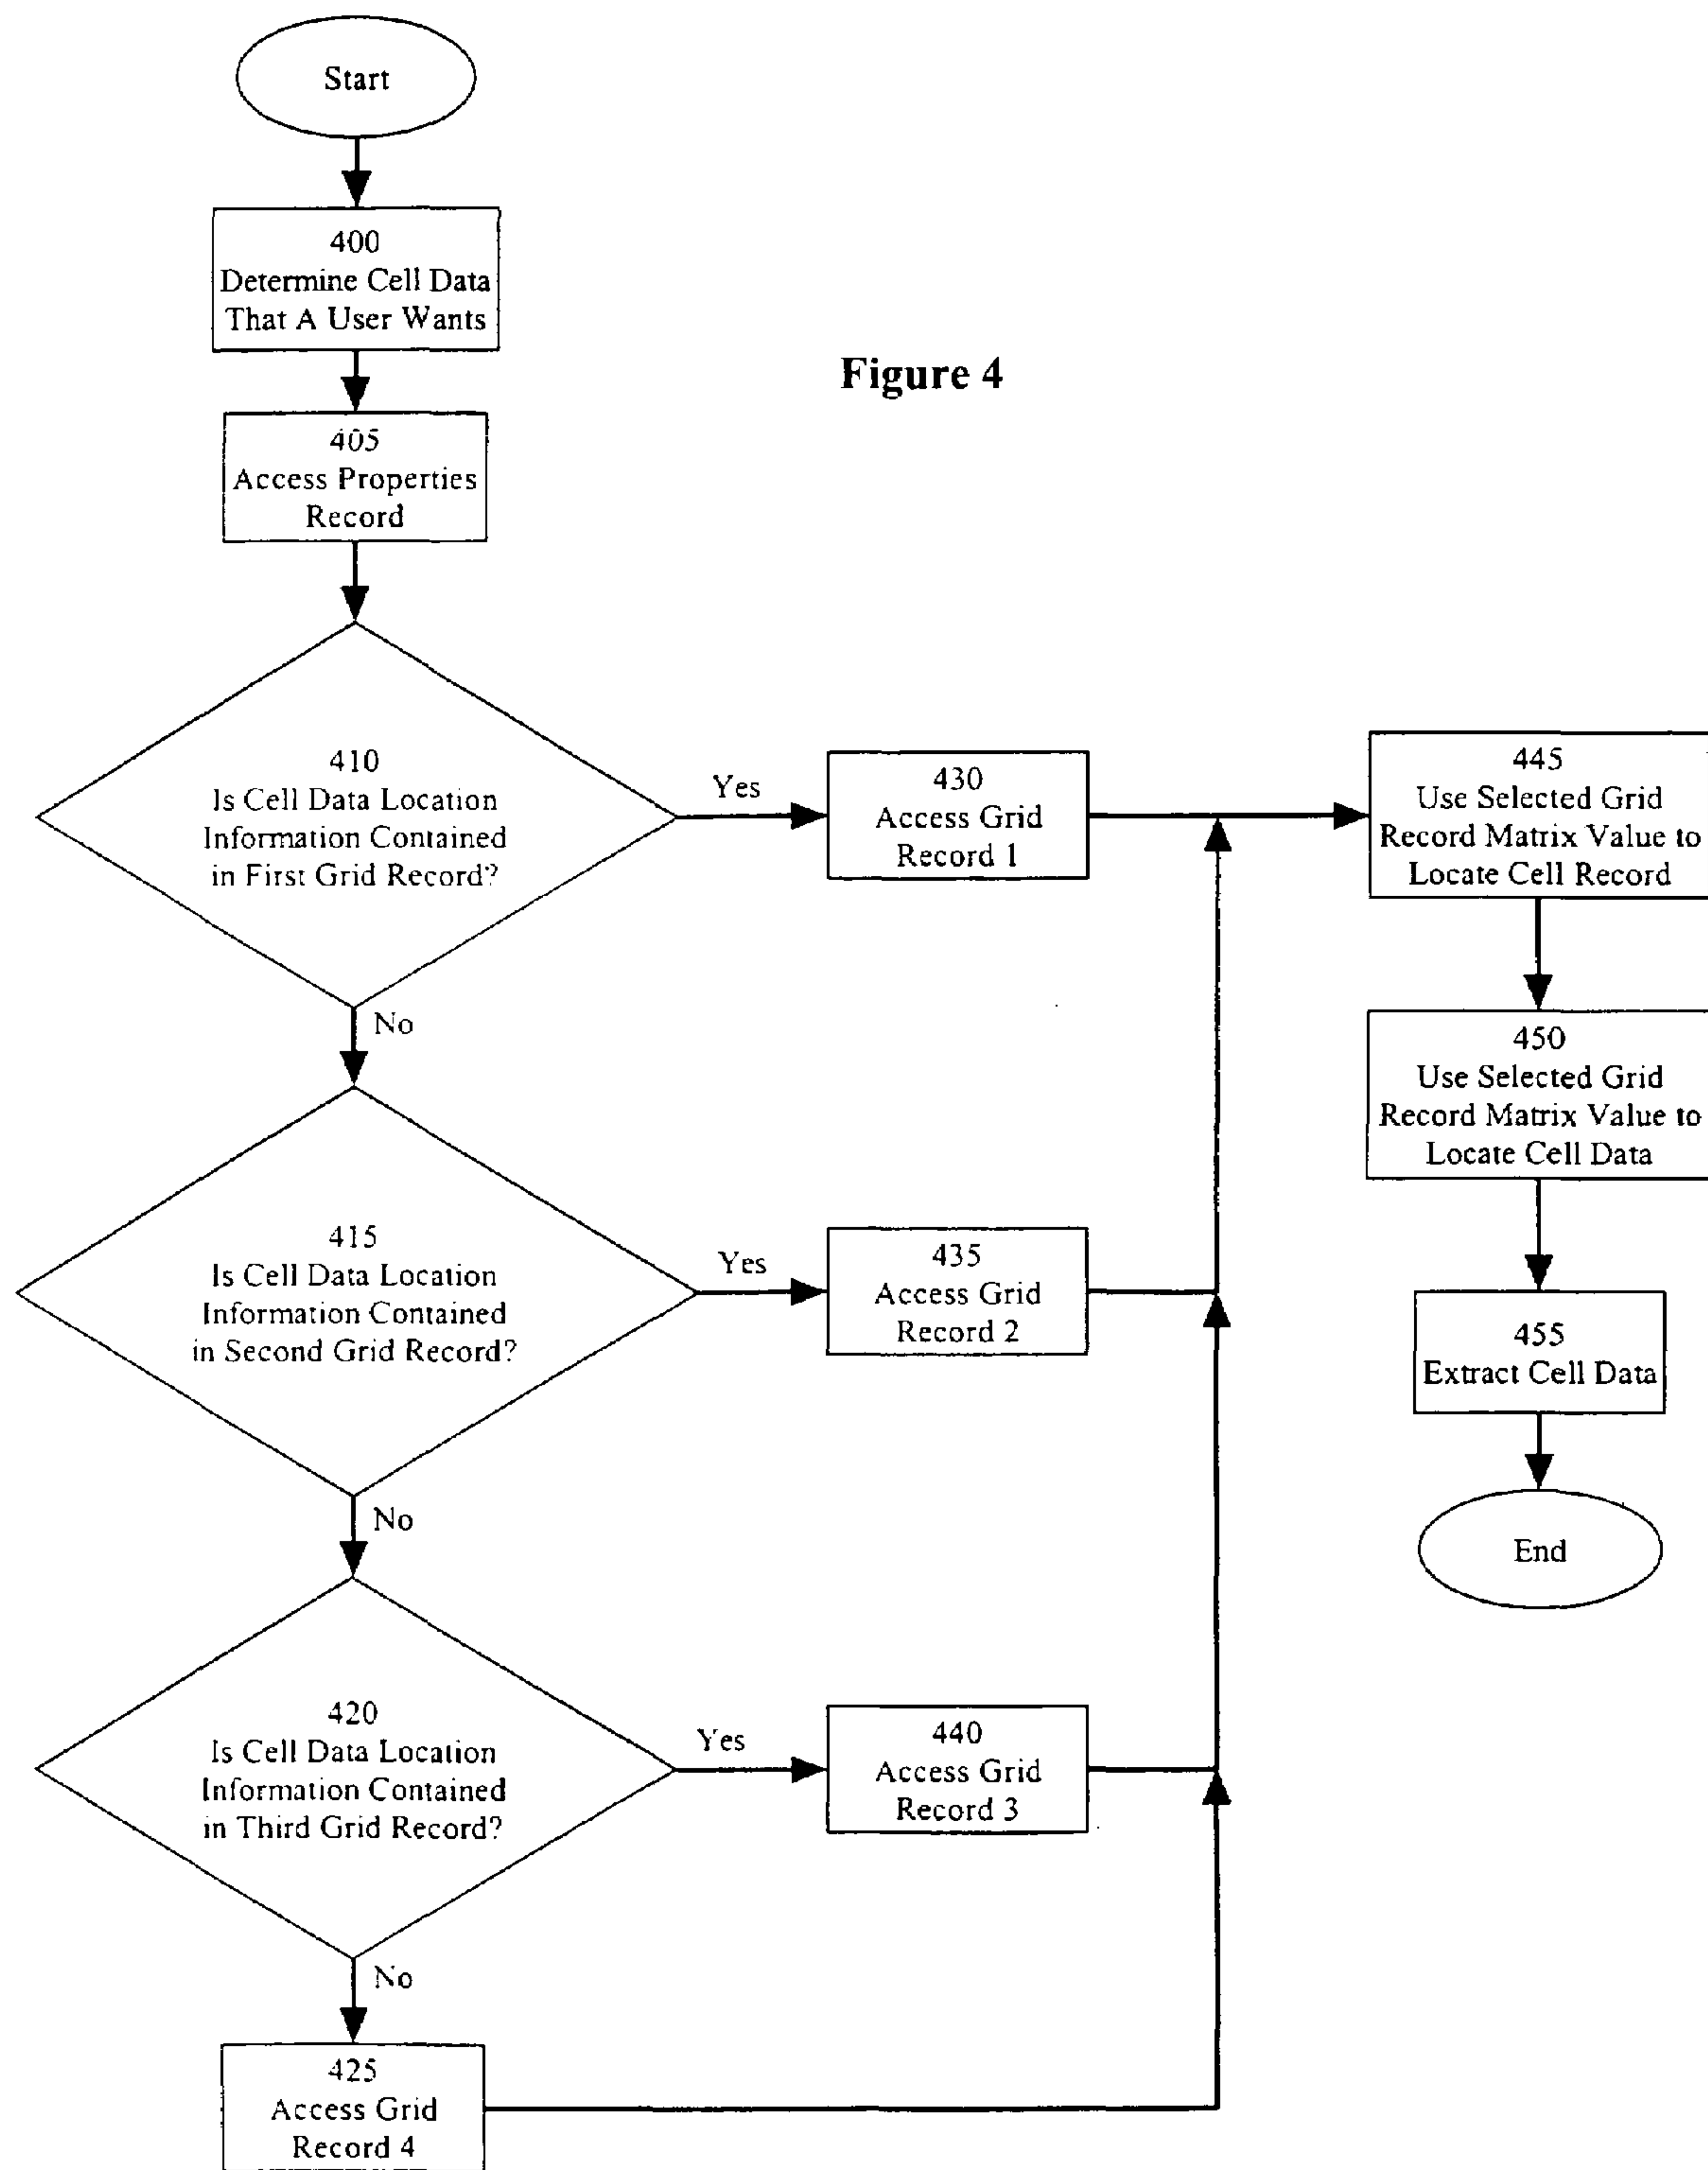 Start
400
Determine Cell Data
That A User Wants
Figure 4
405
Access Properties
Record
410
Is Cell Data Location
Information Contained
in First Grid Record?
Yes
430
Access Grid
Record 1
445
Use Selected Grid
Record Matrix Value to
Locate Cell Record
No
450
Use Selected Grid
Record Matrix Value to
Locate Cell Data
415
Is Cell Data Location
Information Contained
in Second Grid Record?
Yes
435
Access Grid
Record 2
455
Extract Cell Data
No
End
420
Is Cell Data Location
Information Contained
in Third Grid Record?
Yes
440
Access Grid
Record 3
No
425
Access Grid
Record 4